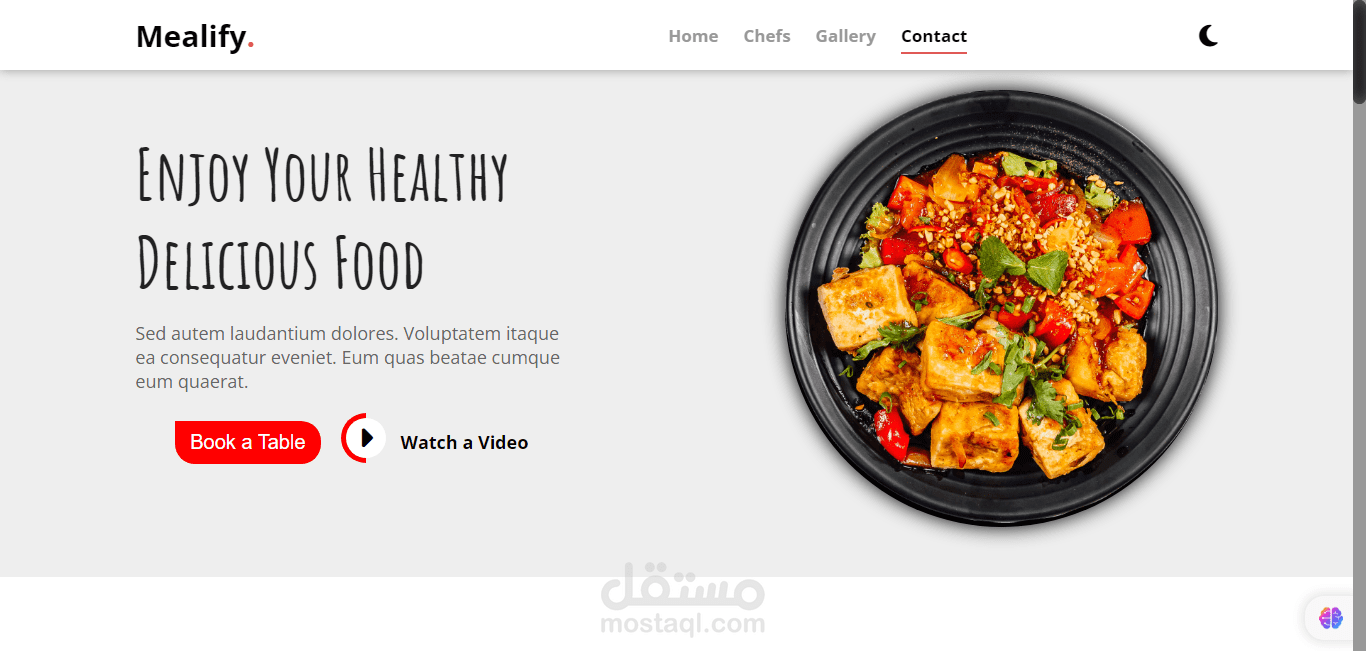 Mealify.
Home Chefs Gallery Contact
Enjoy Your Healthy
Delicious Food
Sed autem laudantium dolores. Voluptatem itaque
ea consequatur eveniet. Eum quas beatae cumque
eum quaerat.
Book a Table
Watch a Video
مستقل
mostaql.com